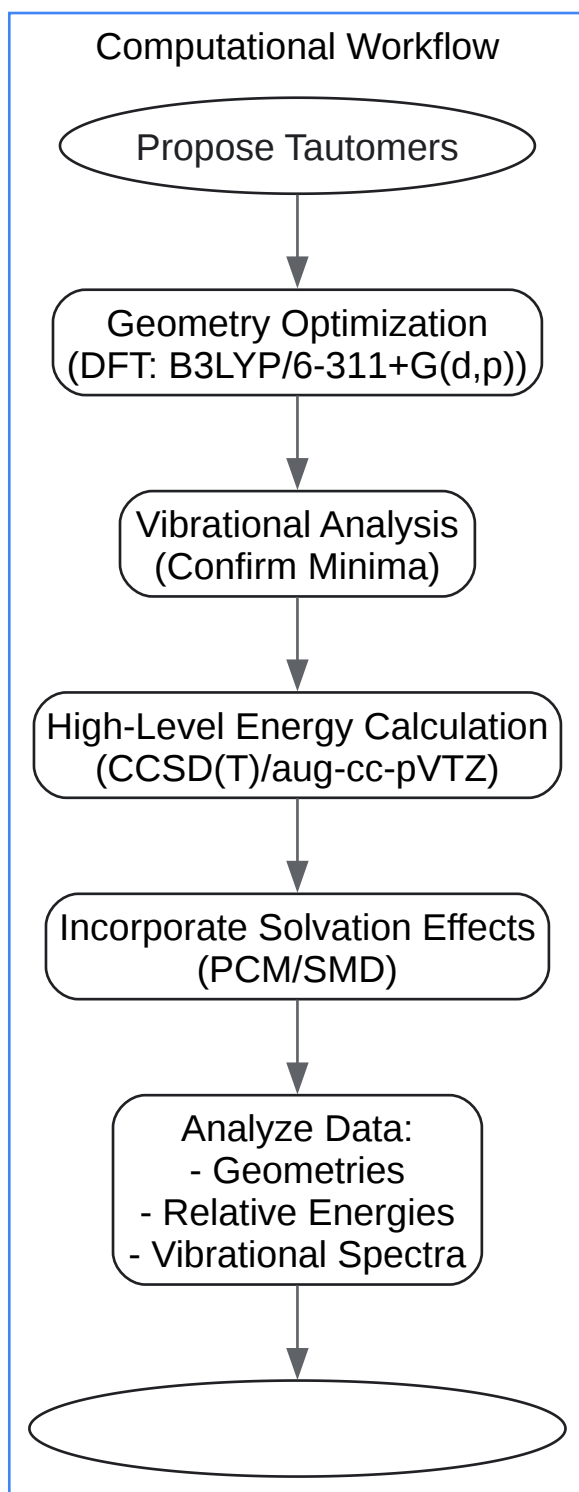 Computational Workflow
Propose Tautomers
Geometry Optimization
(DFT: B3LYP/6-311+G(d,p))
Vibrational Analysis
(Confirm Minima)
High-Level Energy Calculation
(CCSD(T)/aug-cc-pVTZ)
Incorporate Solvation Effects
(PCM/SMD)
Analyze Data:
- Geometries
- Relative Energies
- Vibrational Spectra